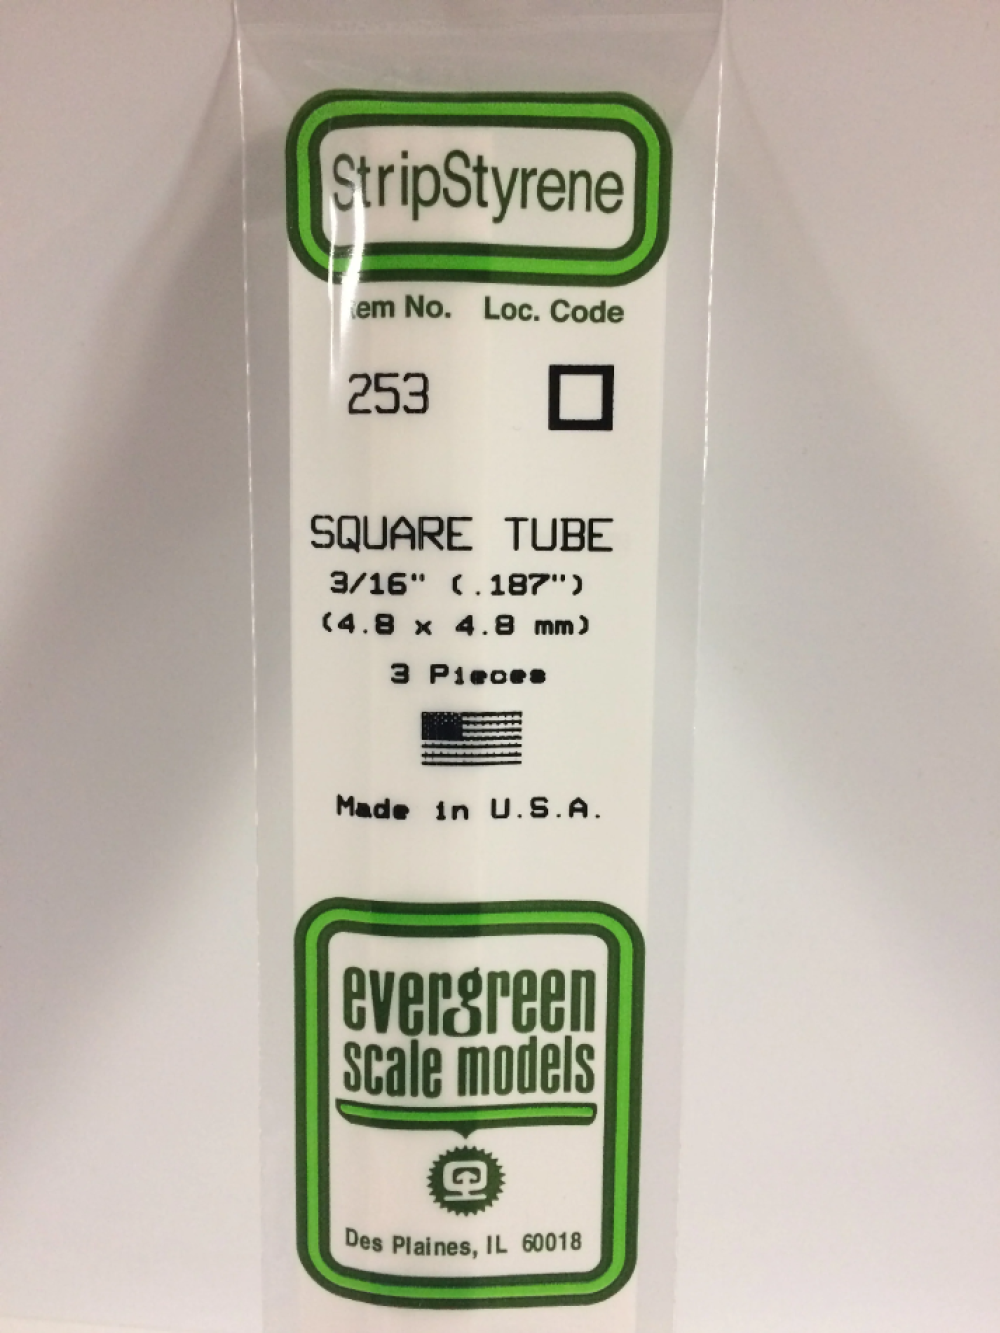 StripStyrene
Item No. Loc. Code
253
SQUARE TUBE
3/16" (.187")
(4.8 x 4.8 mm)
3 Pieces
Made in U.S.A.
evergreen
scale models
Des Plaines, IL 60018